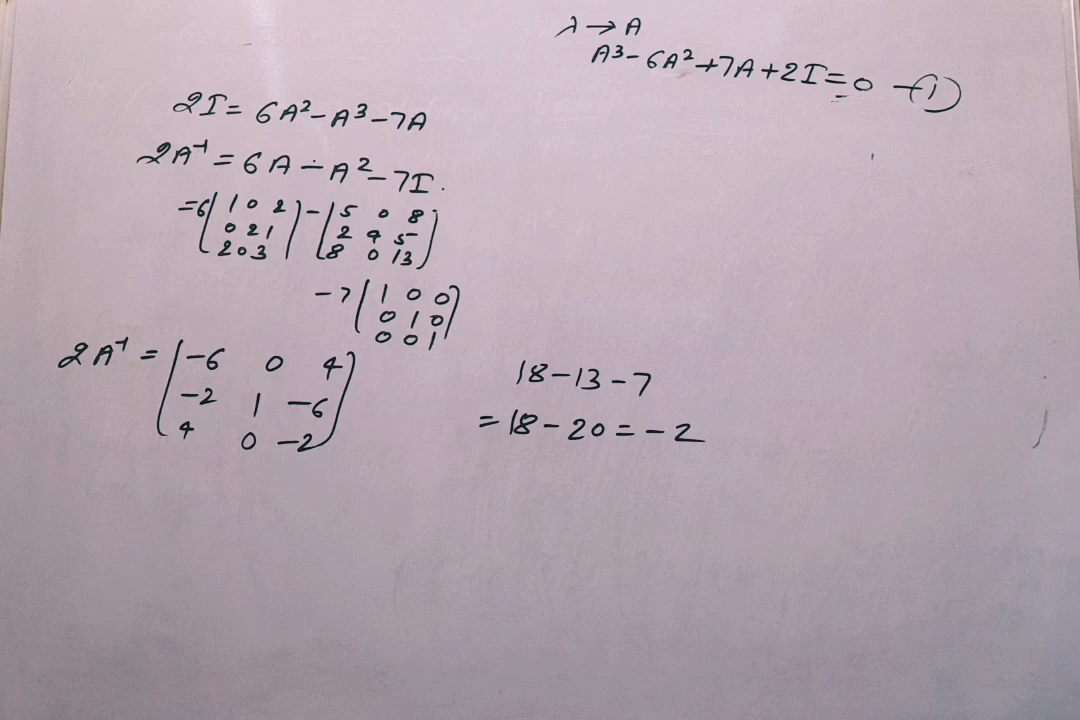 λ → A
A³ - 6A² + 7A + 2I = 0 -(1)
2I = 6A² - A³ - 7A
2A⁻¹ = 6A - A² - 7I.
= 6 ( 1 0 2 ) - ( 5 0 8 )
0 2 1 2 4 5
2 0 3 8 0 13
- 7 ( 1 0 0 )
0 1 0
0 0 1
2A⁻¹ = ( -6 0 4 )
-2 1 -6
4 0 -2
18 - 13 - 7
= 18 - 20 = - 2